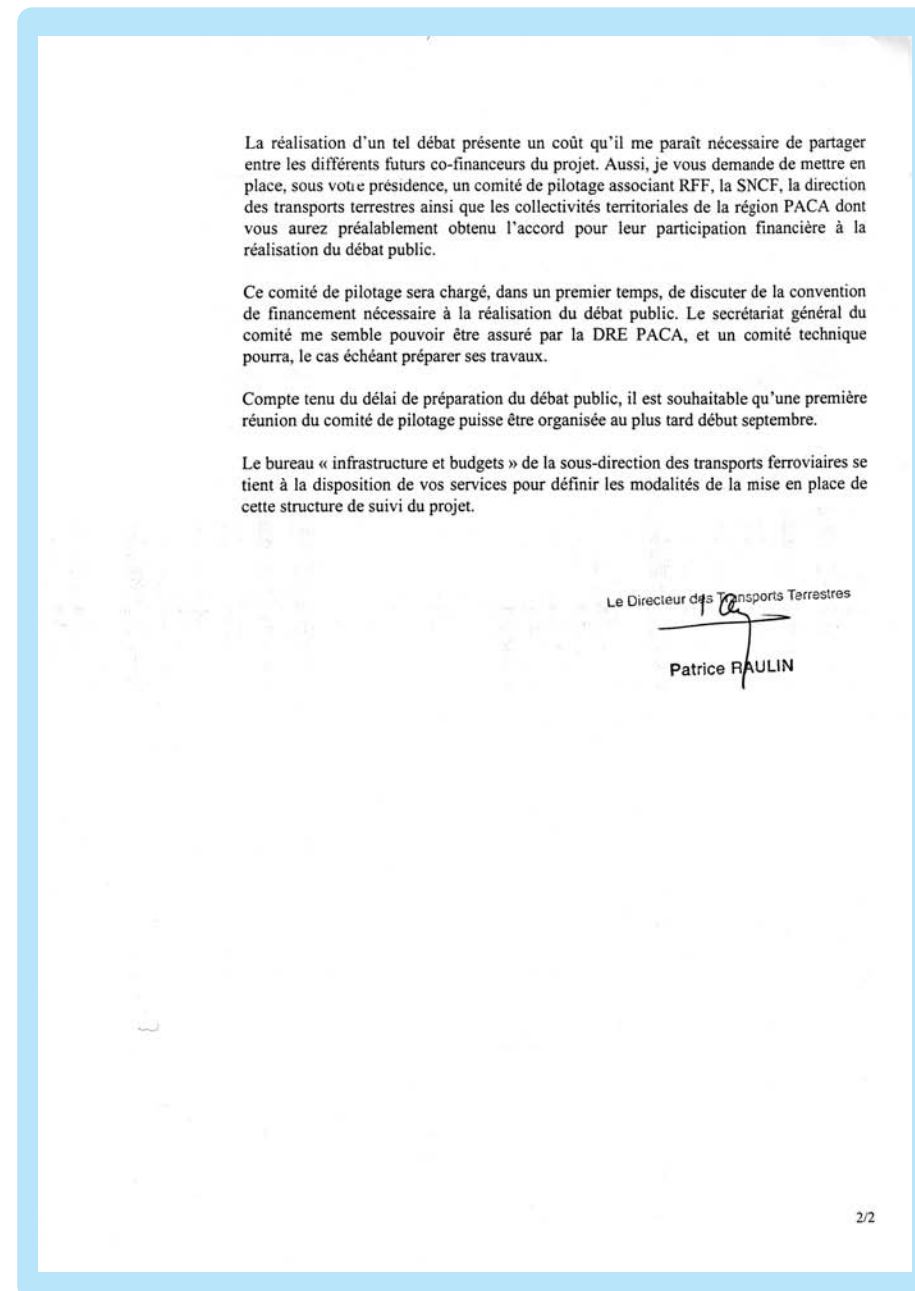 La réalisation d'un tel débat présente un coût qu'il me paraît nécessaire de partager
entre les différents futurs co-financeurs du projet. Aussi, je vous demande de mettre en
place, sous votre présidence, un comité de pilotage associant RFF, la SNCF, la direction
des transports terrestres ainsi que les collectivités territoriales de la région PACA dont
vous aurez préalablement obtenu l'accord pour leur participation financière à la
réalisation du débat public.
Ce comité de pilotage sera chargé, dans un premier temps, de discuter de la convention
de financement nécessaire à la réalisation du débat public. Le secrétariat général du
comité me semble pouvoir être assuré par la DRE PACA, et un comité technique
pourra, le cas échéant préparer ses travaux.
Compte tenu du délai de préparation du débat public, il est souhaitable qu'une première
réunion du comité de pilotage puisse être organisée au plus tard début septembre.
Le bureau « infrastructure et budgets » de la sous-direction des transports ferroviaires se
tient à la disposition de vos services pour définir les modalités de la mise en place de
cette structure de suivi du projet.
Le Directeur des Transports Terrestres
Patrice RAULIN
2/2